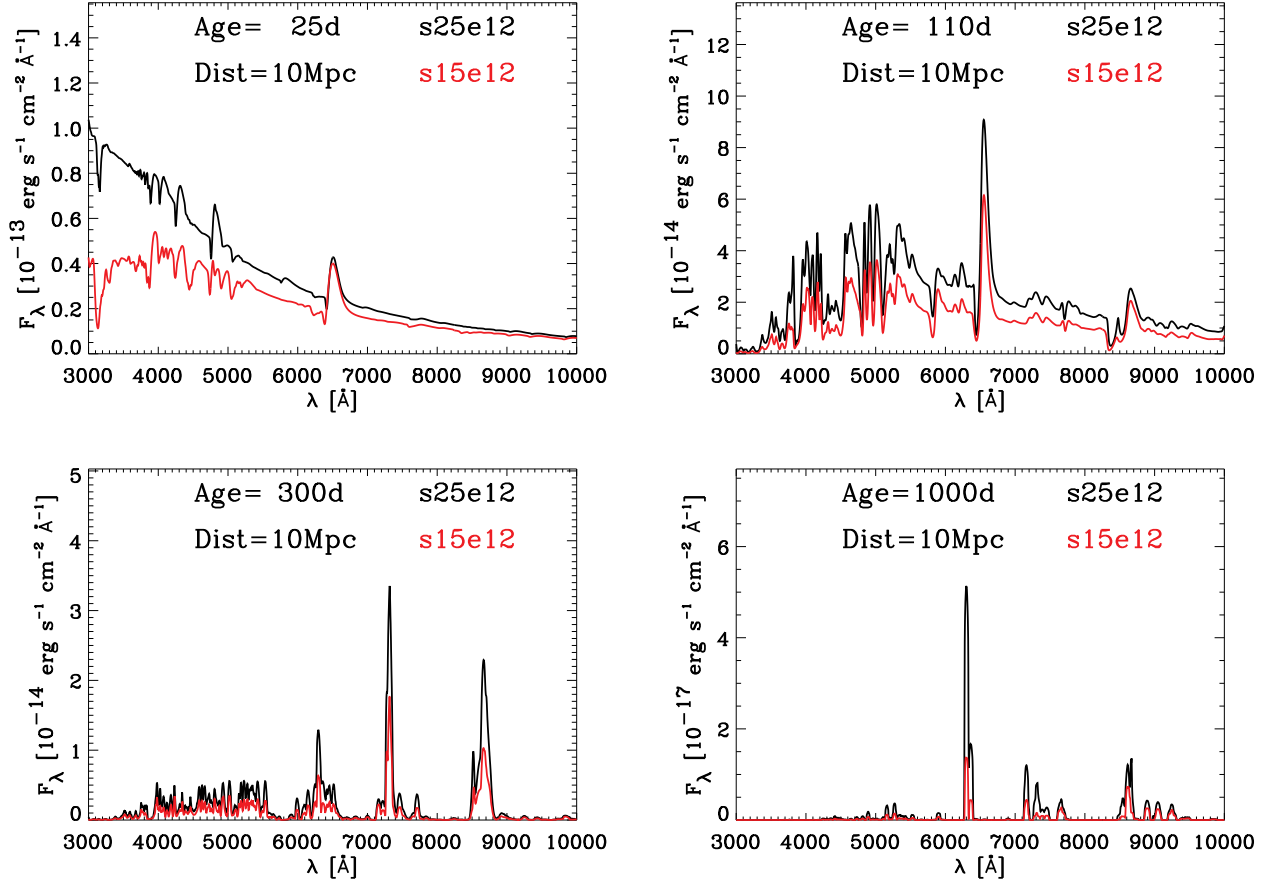 Age= 25d s25e12
Dist=10Mpc s15e12
1.4
1.2
1.0
0.8
0.6
0.4
0.2
0.0
F_λ [10⁻¹³ erg s⁻¹ cm⁻² Å⁻¹]
3000 4000 5000 6000 7000 8000 9000 10000
λ [Å]
Age= 110d s25e12
Dist=10Mpc s15e12
12
10
8
6
4
2
0
F_λ [10⁻¹⁴ erg s⁻¹ cm⁻² Å⁻¹]
3000 4000 5000 6000 7000 8000 9000 10000
λ [Å]
Age= 300d s25e12
Dist=10Mpc s15e12
5
4
3
2
1
0
F_λ [10⁻¹⁴ erg s⁻¹ cm⁻² Å⁻¹]
3000 4000 5000 6000 7000 8000 9000 10000
λ [Å]
Age=1000d s25e12
Dist=10Mpc s15e12
6
4
2
0
F_λ [10⁻¹⁷ erg s⁻¹ cm⁻² Å⁻¹]
3000 4000 5000 6000 7000 8000 9000 10000
λ [Å]